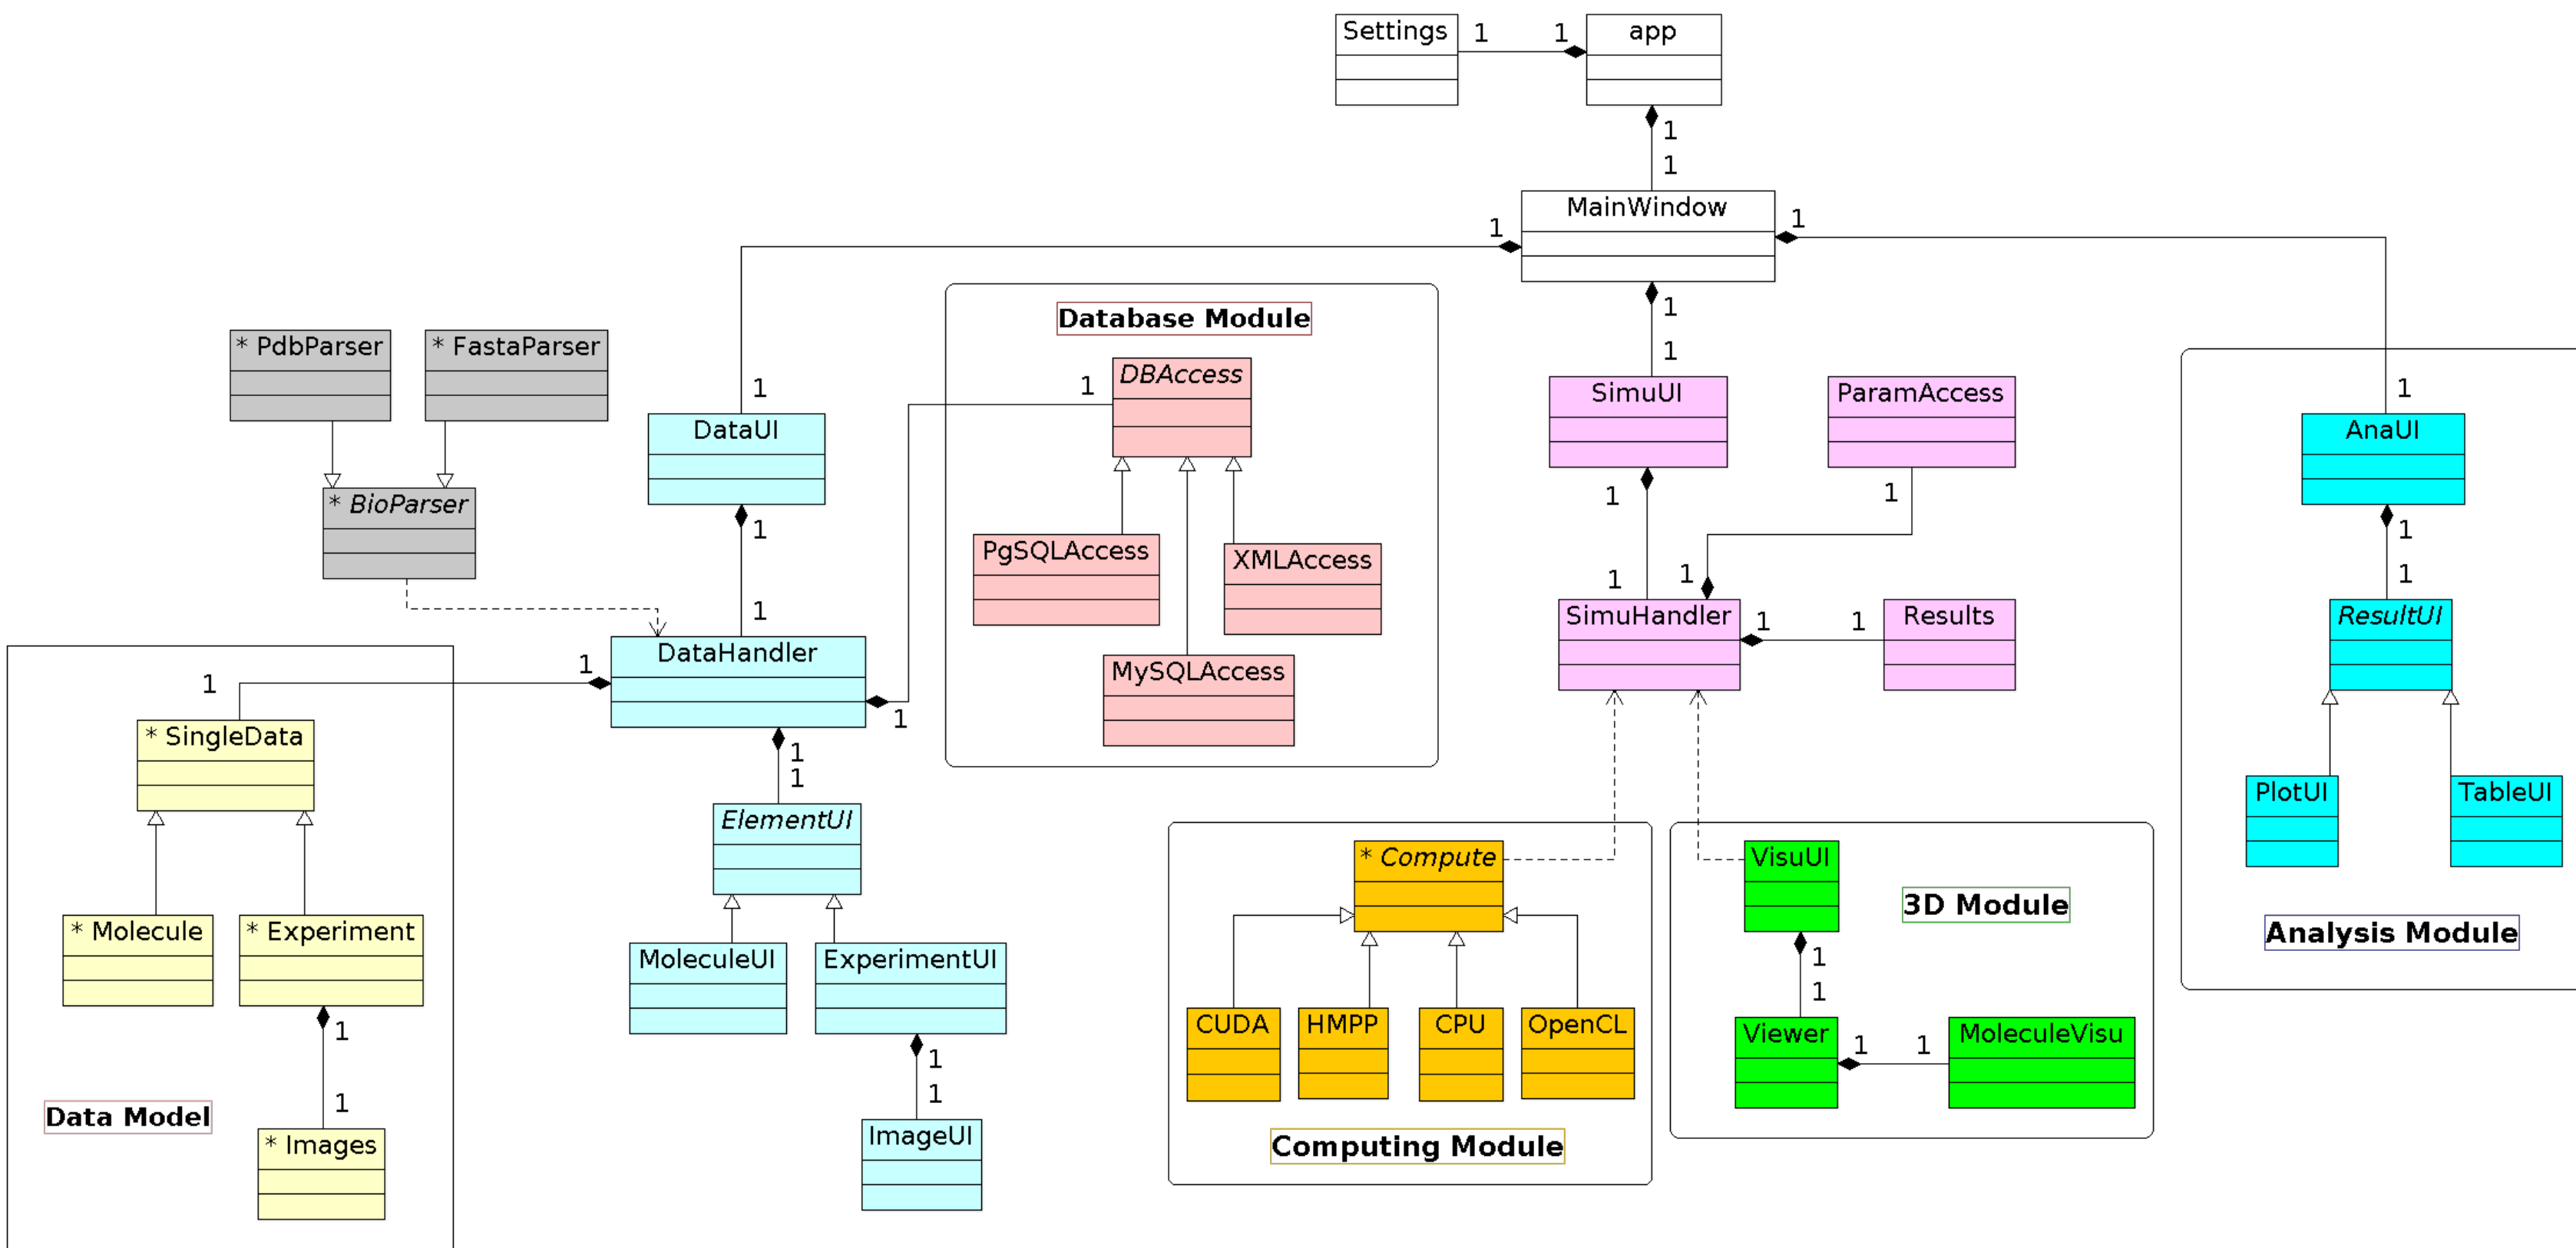 Settings
1
1
app
1
1
MainWindow
1
1
1
1
1
1
Database Module
* PdbParser
* FastaParser
* BioParser
DataUI
1
1
DBAccess
1
1
PgSQLAccess
XMLAccess
MySQLAccess
SimuUI
1
1
ParamAccess
1
1
SimuHandler
1
1
Results
AnaUI
1
1
ResultUI
PlotUI
TableUI
Analysis Module
DataHandler
1
1
* SingleData
* Molecule
* Experiment
1
1
* Images
Data Model
1
1
ElementUI
MoleculeUI
ExperimentUI
1
1
ImageUI
* Compute
CUDA
HMPP
CPU
OpenCL
Computing Module
VisuUI
3D Module
1
1
Viewer
1
1
MoleculeVisu